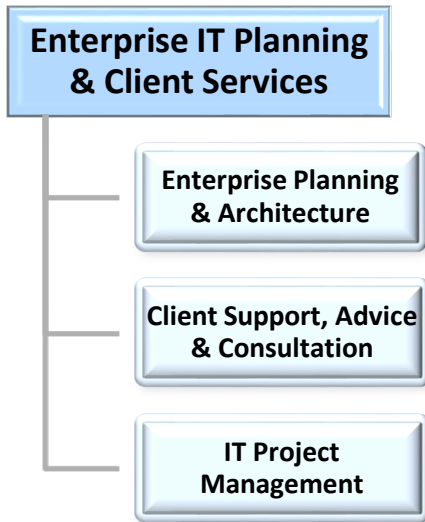 Enterprise IT Planning
& Client Services
Enterprise Planning
& Architecture
Client Support, Advice
& Consultation
IT Project
Management